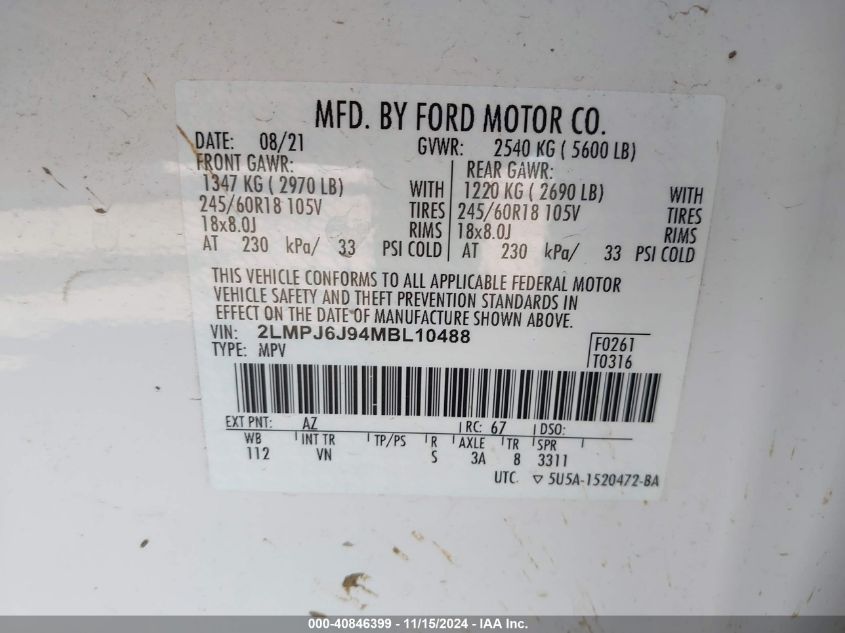 MFD. BY FORD MOTOR CO.
DATE: 08/21 GVWR: 2540 KG ( 5600 LB)
FRONT GAWR: REAR GAWR:
1347 KG ( 2970 LB) WITH 1220 KG ( 2690 LB) WITH
245/60R18 105V TIRES 245/60R18 105V TIRES
18x8.0J RIMS 18x8.0J RIMS
AT 230 kPa/ 33 PSI COLD AT 230 kPa/ 33 PSI COLD
THIS VEHICLE CONFORMS TO ALL APPLICABLE FEDERAL MOTOR
VEHICLE SAFETY AND THEFT PREVENTION STANDARDS IN
EFFECT ON THE DATE OF MANUFACTURE SHOWN ABOVE.
VIN: 2LMPJ6J94MBL10488 F0261
TYPE: MPV T0316
EXT PNT: AZ RC: 67 DSO:
WB INT TR TP/PS R AXLE TR SPR
112 VN S 3A 8 3311
UTC ▽ 5U5A-1520472-BA
000-40846399 - 11/15/2024 - IAA Inc.